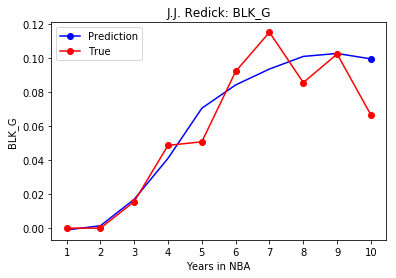 J.J. Redick: BLK_G
Prediction
True
BLK_G
0.12
0.10
0.08
0.06
0.04
0.02
0.00
1 2 3 4 5 6 7 8 9 10
Years in NBA